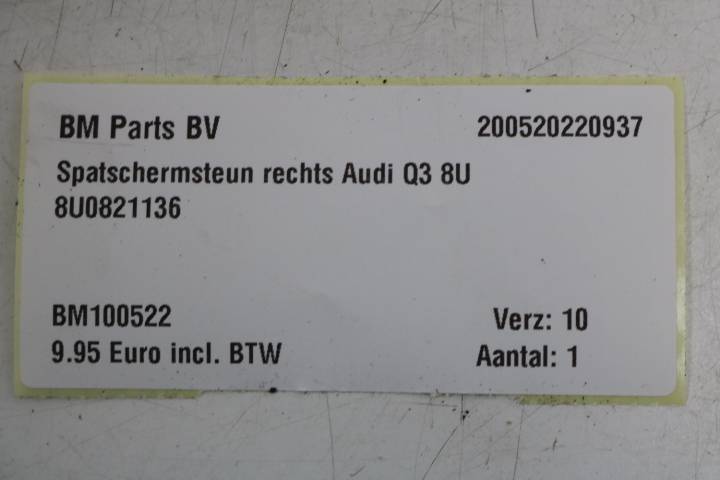 BM Parts BV 200520220937
Spatschermsteun rechts Audi Q3 8U
8U0821136
BM100522 Verz: 10
9.95 Euro incl. BTW Aantal: 1